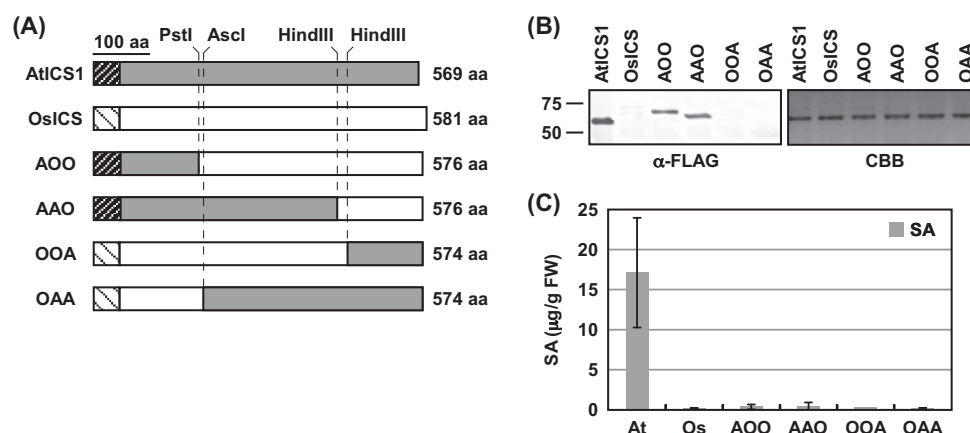 (A)
100 aa
PstI AscI HindIII HindIII
AtICS1 569 aa
OsICS 581 aa
AOO 576 aa
AAO 576 aa
OOA 574 aa
OAA 574 aa
(B)
AtICS1 OsICS AOO AAO OOA OAA AtICS1 OsICS AOO AAO OOA OAA
75
50
α-FLAG CBB
(C)
25
20
15
10
5
0
SA (µg/g FW)
SA
At Os AOO AAO OOA OAA